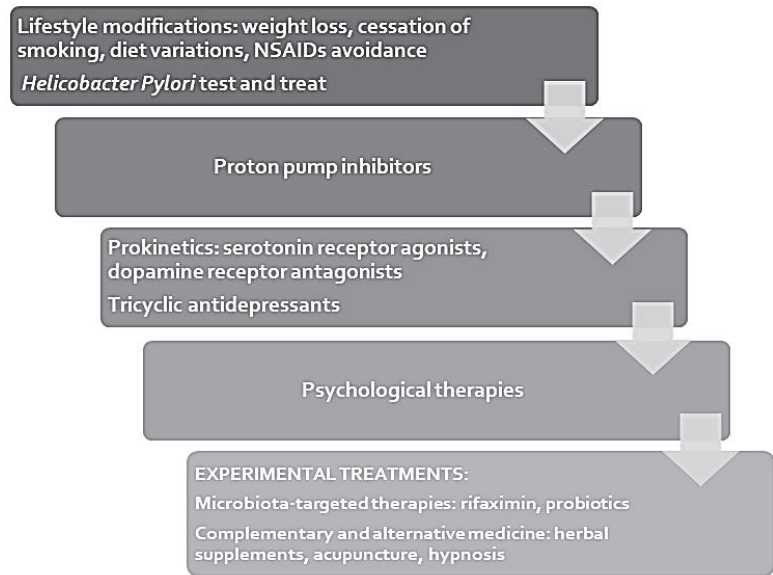 Lifestyle modifications: weight loss, cessation of
smoking, diet variations, NSAIDs avoidance
Helicobacter Pylori test and treat
Proton pump inhibitors
Prokinetics: serotonin receptor agonists,
dopamine receptor antagonists
Tricyclic antidepressants
Psychological therapies
EXPERIMENTAL TREATMENTS:
Microbiota-targeted therapies: rifaximin, probiotics
Complementary and alternative medicine: herbal
supplements, acupuncture, hypnosis